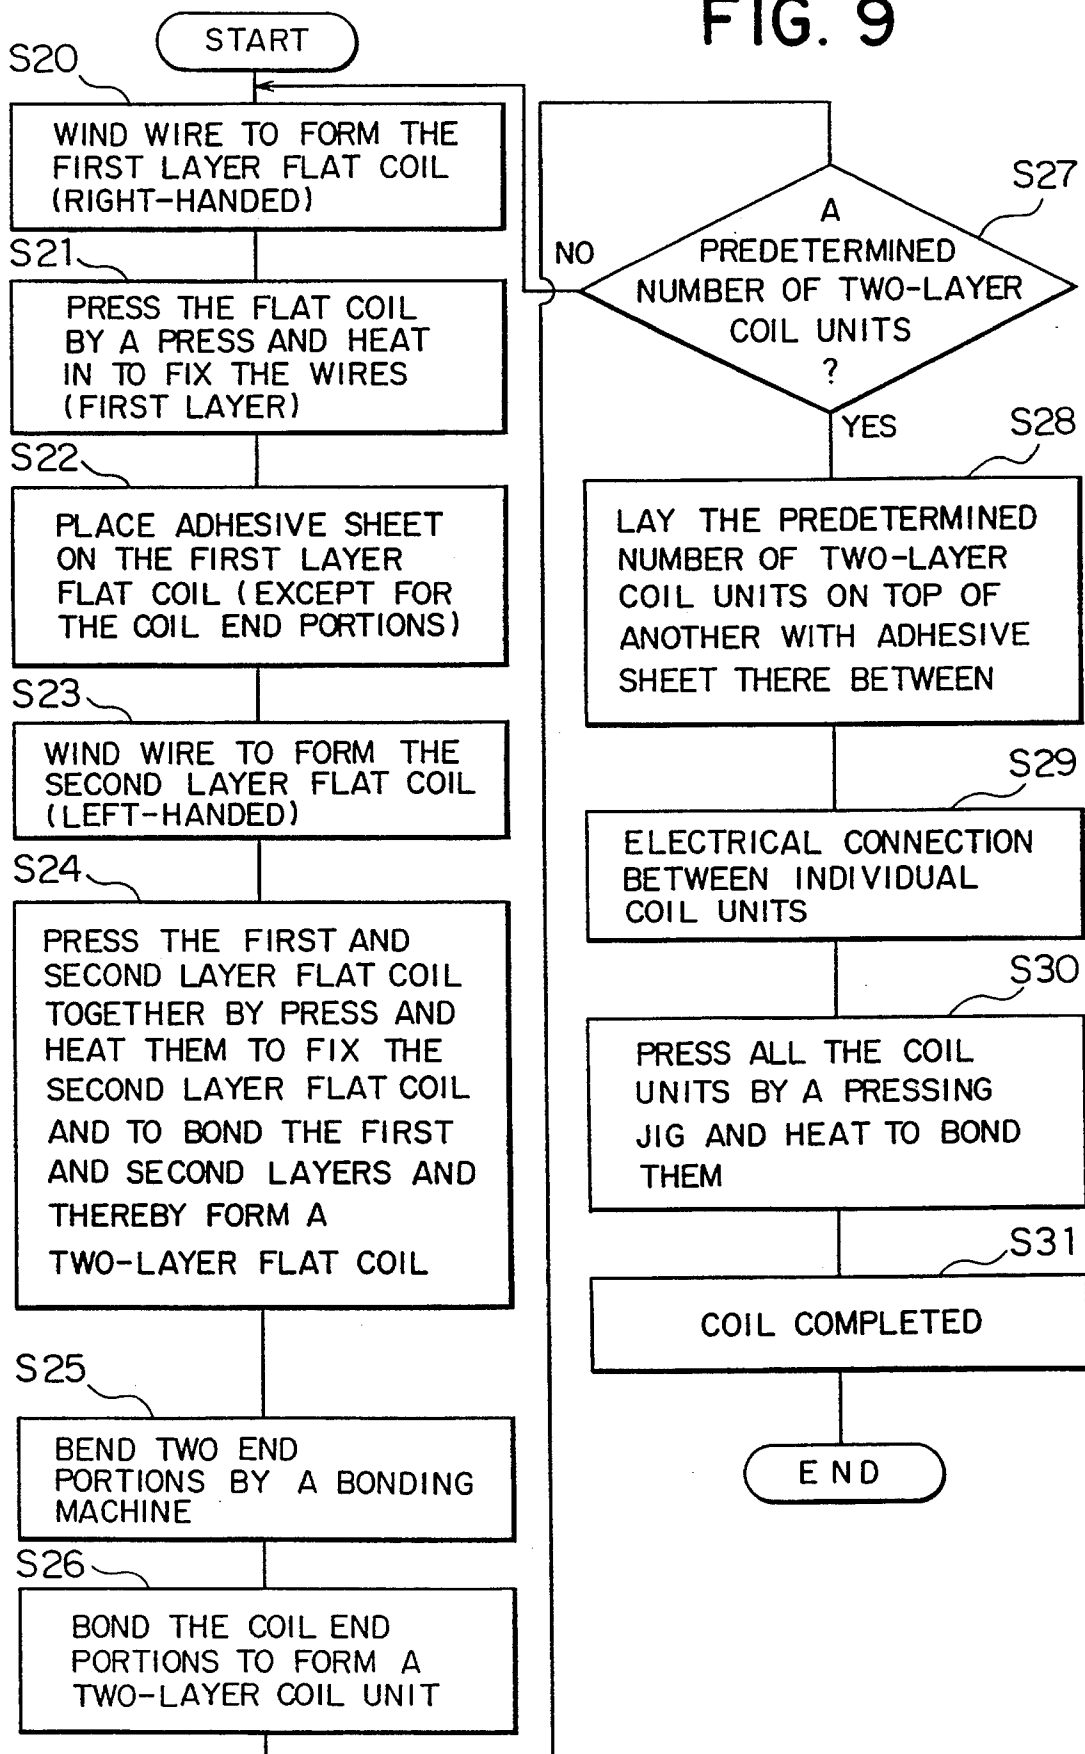 FIG. 9
START
S20
WIND WIRE TO FORM THE
FIRST LAYER FLAT COIL
(RIGHT-HANDED)
S21
PRESS THE FLAT COIL
BY A PRESS AND HEAT
IN TO FIX THE WIRES
(FIRST LAYER)
S22
PLACE ADHESIVE SHEET
ON THE FIRST LAYER
FLAT COIL (EXCEPT FOR
THE COIL END PORTIONS)
S23
WIND WIRE TO FORM THE
SECOND LAYER FLAT COIL
(LEFT-HANDED)
S24
PRESS THE FIRST AND
SECOND LAYER FLAT COIL
TOGETHER BY PRESS AND
HEAT THEM TO FIX THE
SECOND LAYER FLAT COIL
AND TO BOND THE FIRST
AND SECOND LAYERS AND
THEREBY FORM A
TWO-LAYER FLAT COIL
S25
BEND TWO END
PORTIONS BY A BONDING
MACHINE
S26
BOND THE COIL END
PORTIONS TO FORM A
TWO-LAYER COIL UNIT
S27
A
PREDETERMINED
NUMBER OF TWO-LAYER
COIL UNITS
?
NO
YES
S28
LAY THE PREDETERMINED
NUMBER OF TWO-LAYER
COIL UNITS ON TOP OF
ANOTHER WITH ADHESIVE
SHEET THERE BETWEEN
S29
ELECTRICAL CONNECTION
BETWEEN INDIVIDUAL
COIL UNITS
S30
PRESS ALL THE COIL
UNITS BY A PRESSING
JIG AND HEAT TO BOND
THEM
S31
COIL COMPLETED
END